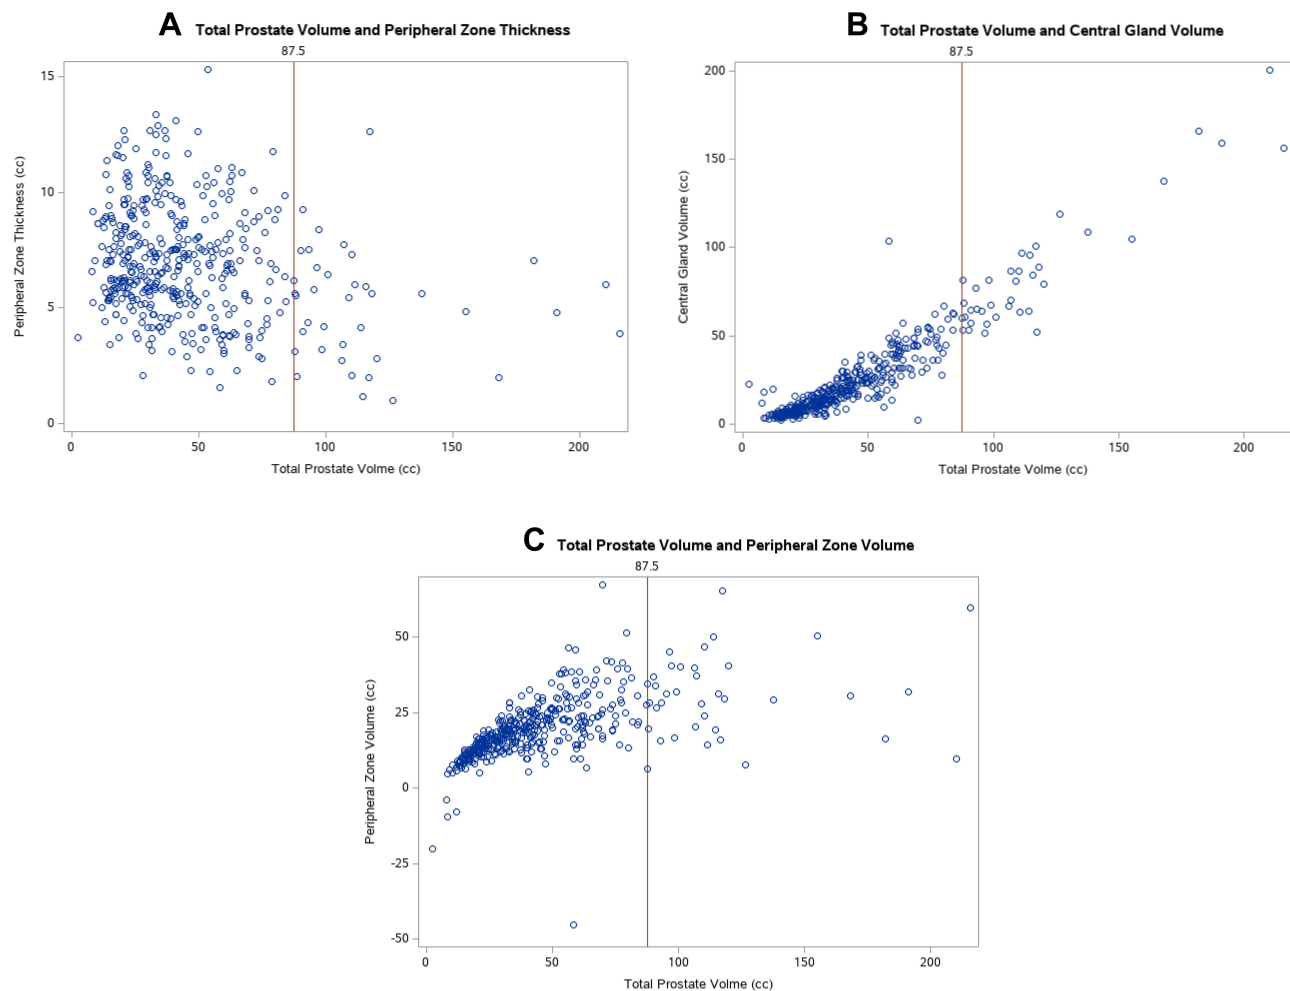 A Total Prostate Volume and Peripheral Zone Thickness
87.5
15
10
5
0
Peripheral Zone Thickness (cc)
0 50 100 150 200
Total Prostate Volme (cc)
B Total Prostate Volume and Central Gland Volume
87.5
200
150
100
50
0
Central Gland Volume (cc)
0 50 100 150 200
Total Prostate Volme (cc)
C Total Prostate Volume and Peripheral Zone Volume
87.5
50
25
0
-25
-50
Peripheral Zone Volume (cc)
0 50 100 150 200
Total Prostate Volme (cc)